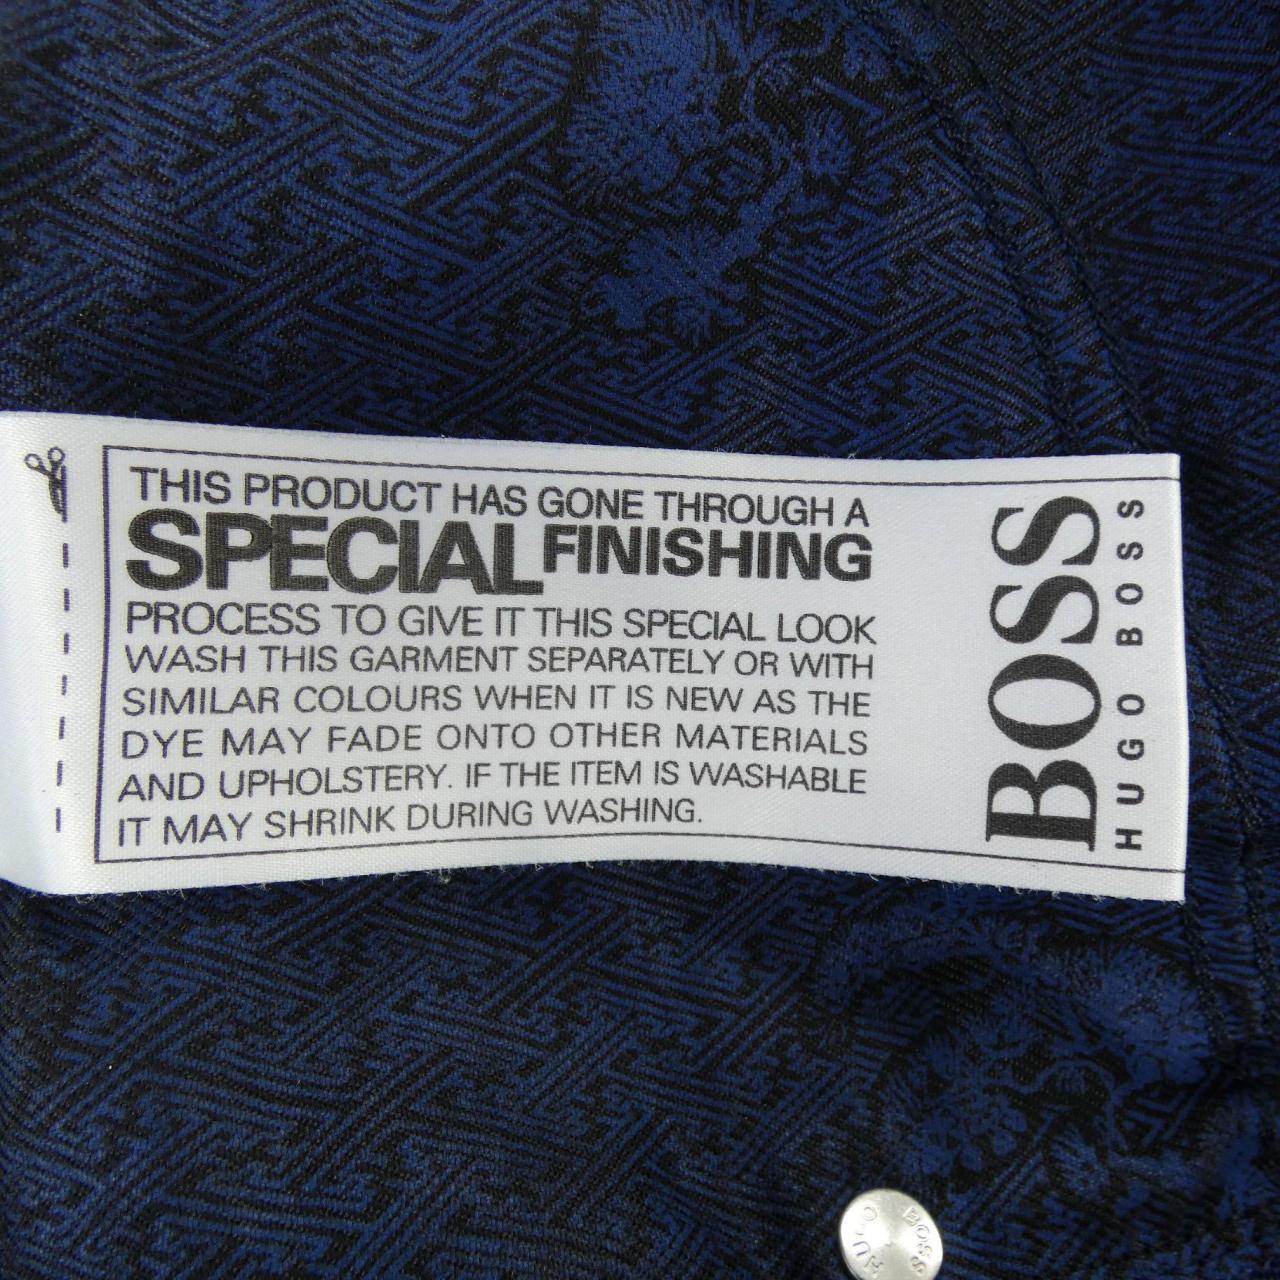 THIS PRODUCT HAS GONE THROUGH A
SPECIAL FINISHING
PROCESS TO GIVE IT THIS SPECIAL LOOK
WASH THIS GARMENT SEPARATELY OR WITH
SIMILAR COLOURS WHEN IT IS NEW AS THE
DYE MAY FADE ONTO OTHER MATERIALS
AND UPHOLSTERY. IF THE ITEM IS WASHABLE
IT MAY SHRINK DURING WASHING.
BOSS
HUGO BOSS
HUGO BOSS